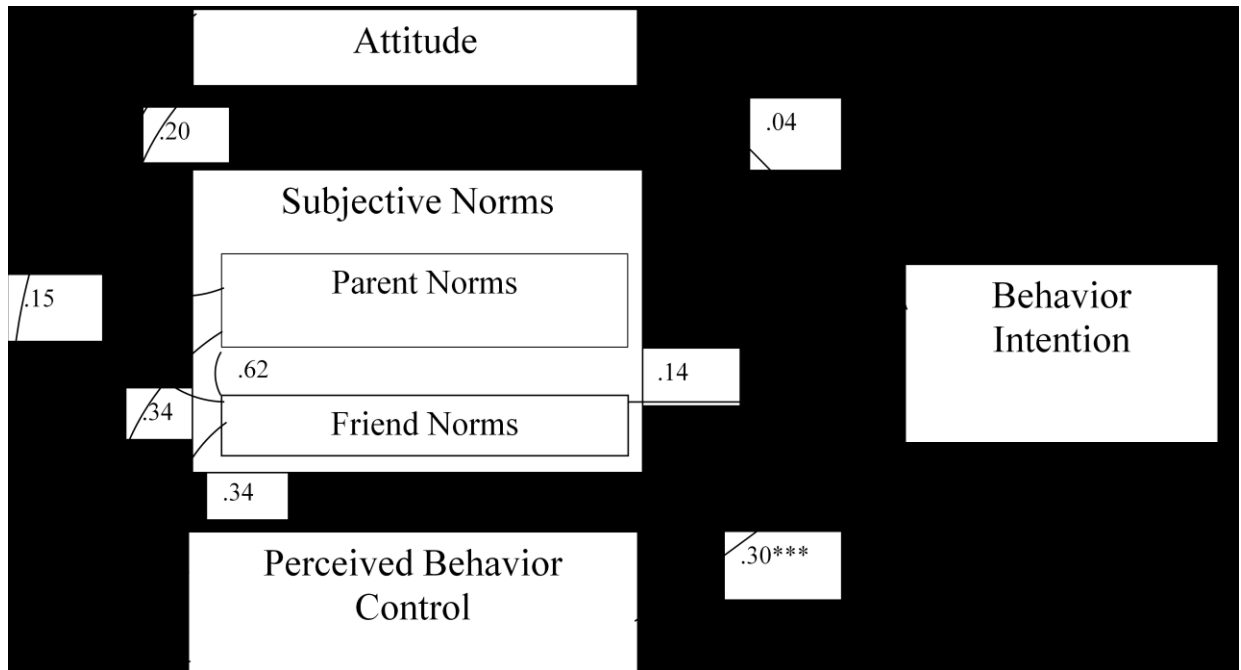 Attitude
.20
.04
Subjective Norms
Parent Norms
.15
Behavior
Intention
.62
.14
.34
Friend Norms
.34
Perceived Behavior
Control
.30***